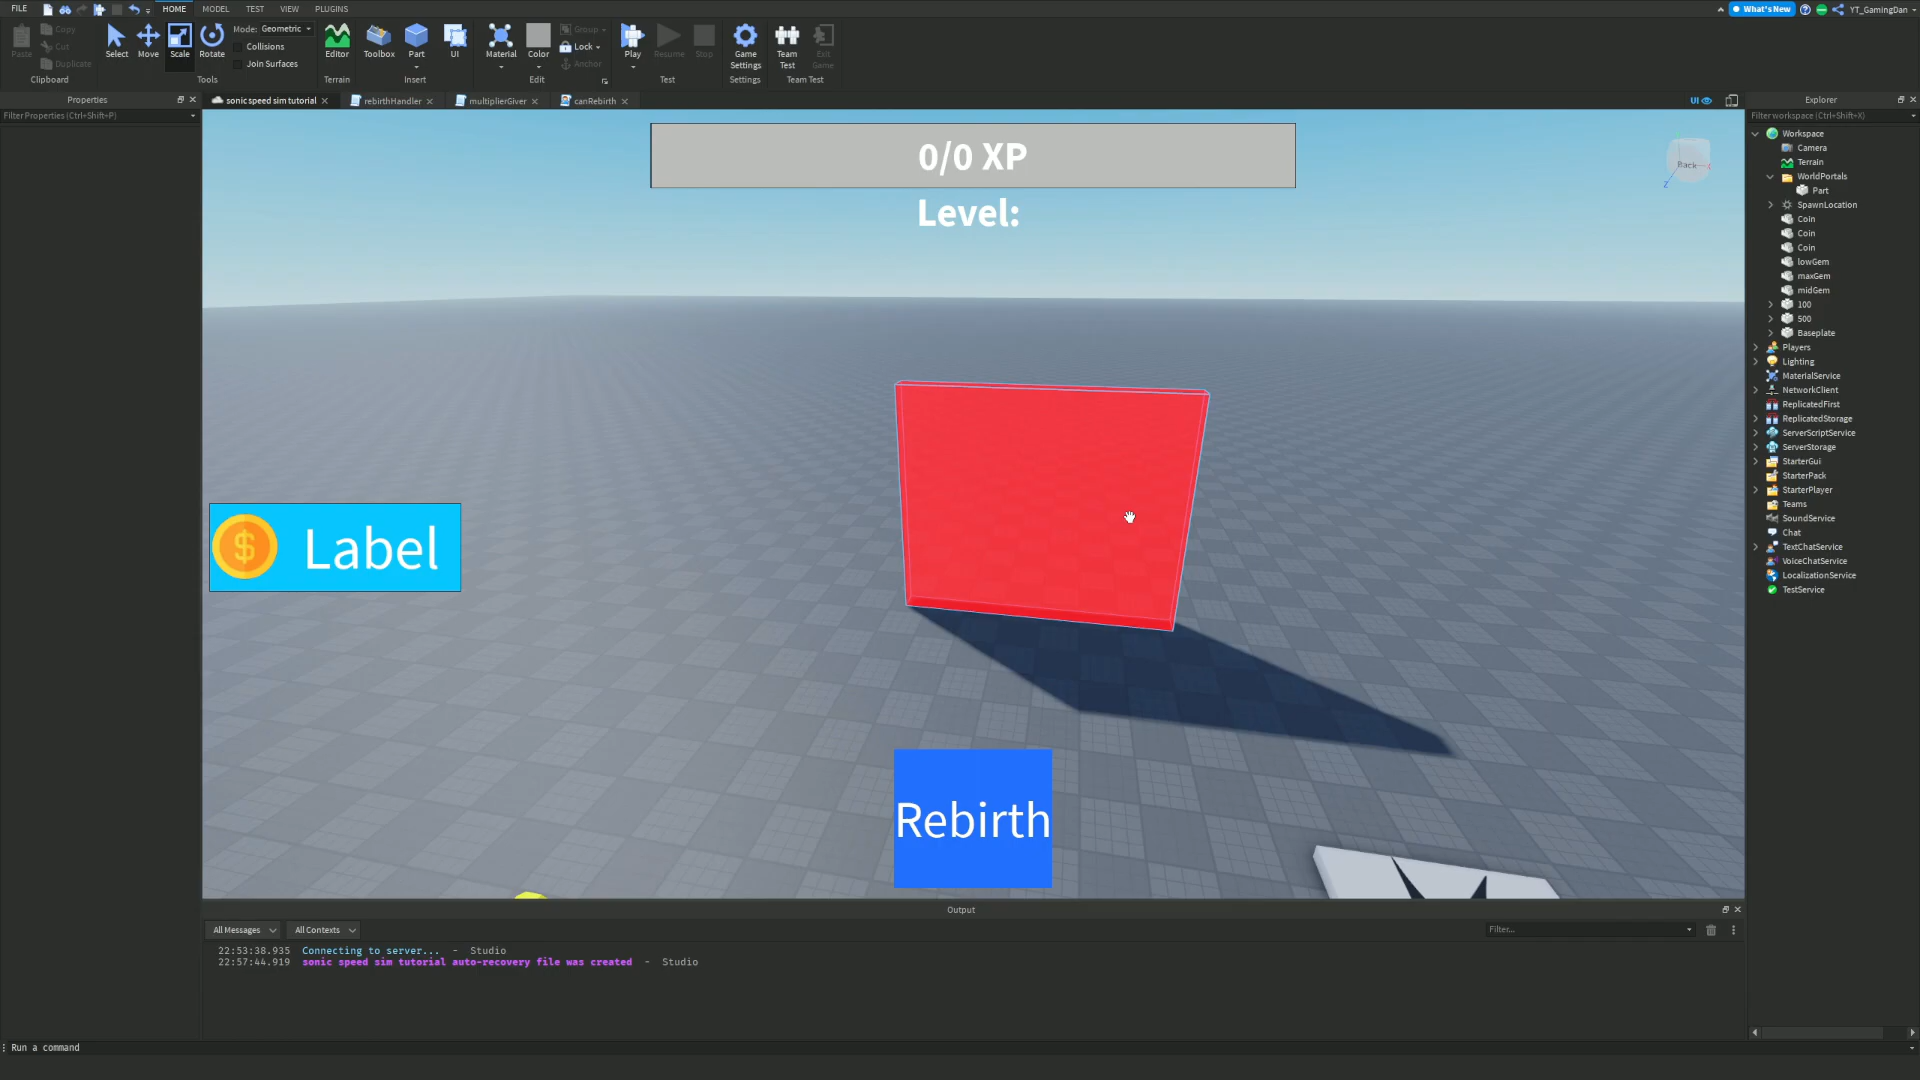 FILE HOME MODEL TEST VIEW PLUGINS What's New YT_GamingDan
Copy Mode: Geometric Group
Cut Collisions Lock
Paste Duplicate Select Move Scale Rotate Join Surfaces Editor Toolbox Part UI Material Color Anchor Play Resume Stop Game Settings Team Test Exit Game
Clipboard Tools Terrain Insert Edit Test Settings Team Test
Properties
Filter Properties (Ctrl+Shift+P)
sonic speed sim tutorial rebirthHandler multiplierGiver canRebirth UI
Explorer
Filter workspace (Ctrl+Shift+X)
0/0 XP
Level:
Back
Label $
Rebirth
Workspace
Camera
Terrain
WorldPortals
Part
SpawnLocation
Coin
Coin
Coin
lowGem
maxGem
midGem
100
500
Baseplate
Players
Lighting
MaterialService
NetworkClient
ReplicatedFirst
ReplicatedStorage
ServerScriptService
ServerStorage
StarterGui
StarterPack
StarterPlayer
Teams
SoundService
Chat
TextChatService
VoiceChatService
LocalizationService
TestService
Output
All Messages All Contexts Filter...
22:53:38.935 Connecting to server... - Studio
22:57:44.919 sonic speed sim tutorial auto-recovery file was created - Studio
Run a command